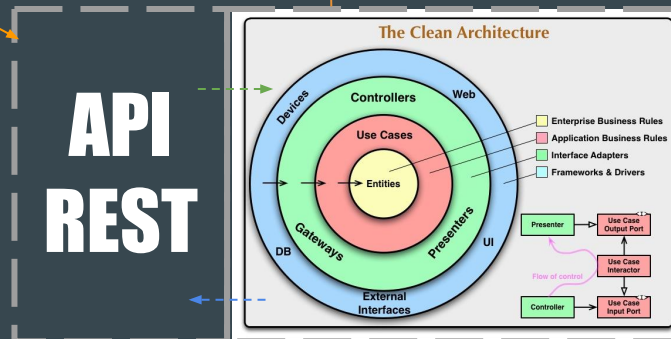 API
REST
The Clean Architecture
Devices
Web
Controllers
Use Cases
Entities
Gateways
Presenters
DB
UI
External
Interfaces
Enterprise Business Rules
Application Business Rules
Interface Adapters
Frameworks & Drivers
Presenter
Use Case
Output Port
Use Case
Interactor
Flow of control
Controller
Use Case
Input Port